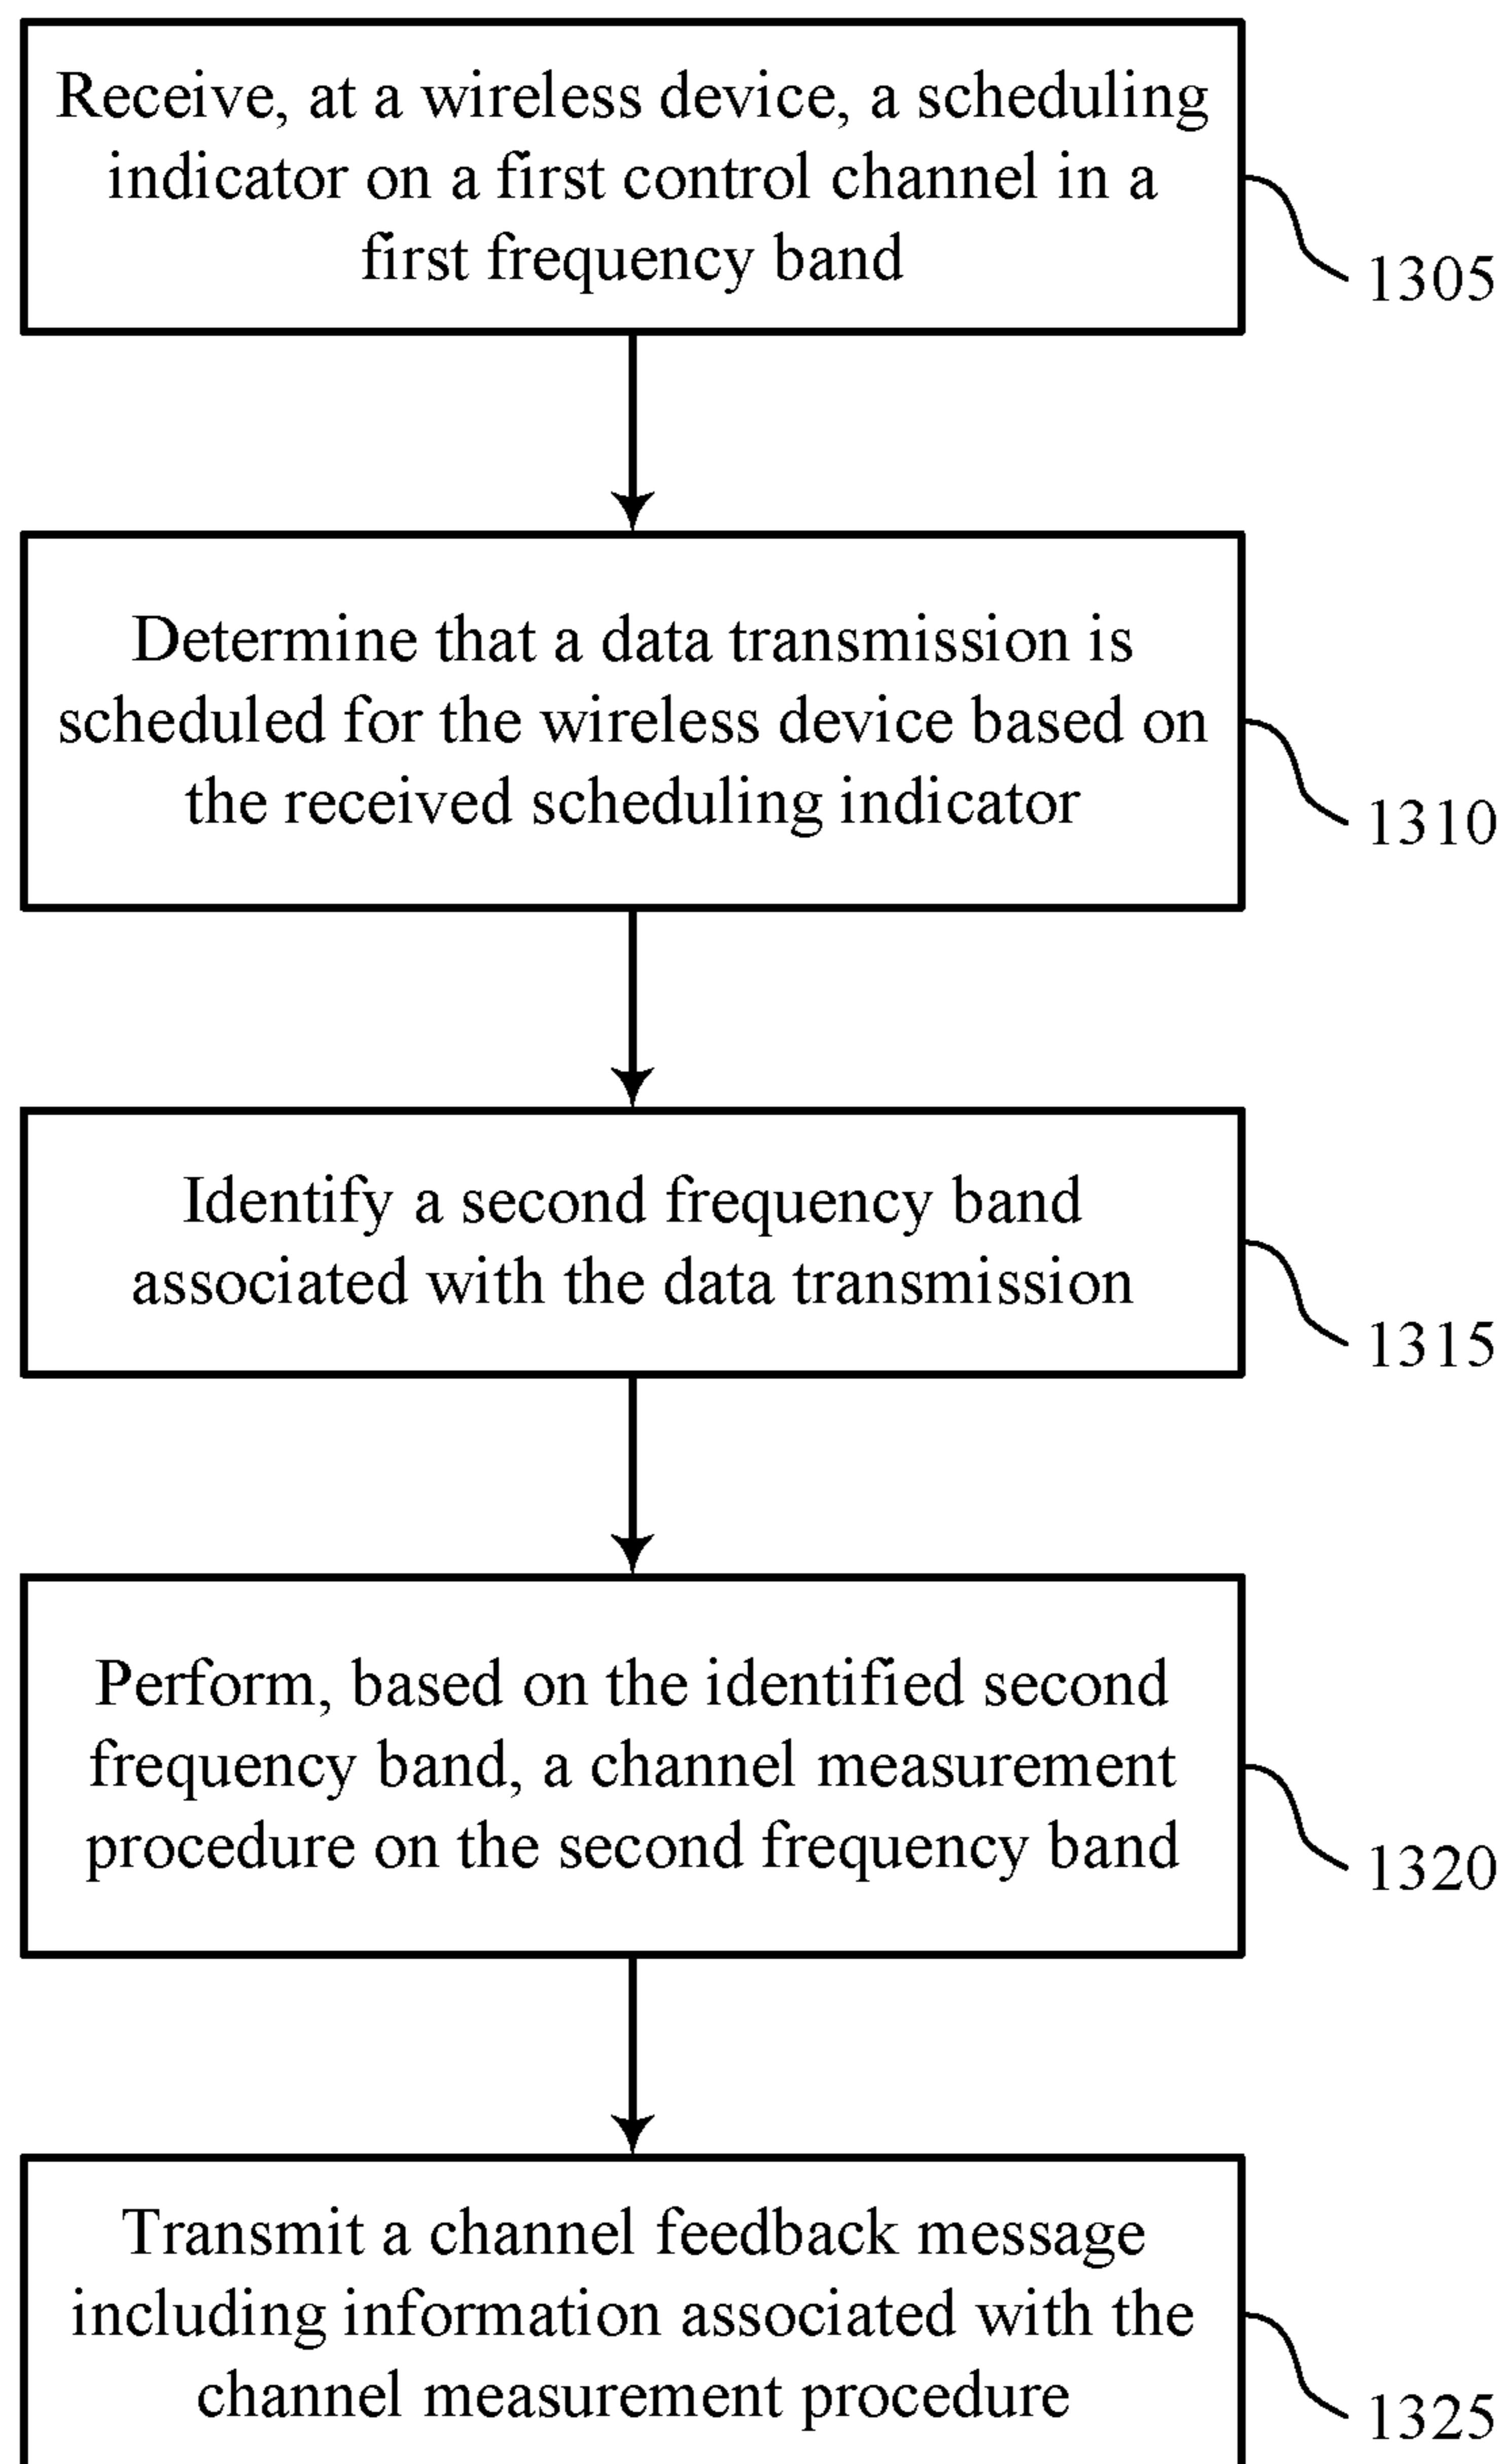 Receive, at a wireless device, a scheduling
indicator on a first control channel in a
first frequency band
1305
Determine that a data transmission is
scheduled for the wireless device based on
the received scheduling indicator
1310
Identify a second frequency band
associated with the data transmission
1315
Perform, based on the identified second
frequency band, a channel measurement
procedure on the second frequency band
1320
Transmit a channel feedback message
including information associated with the
channel measurement procedure
1325